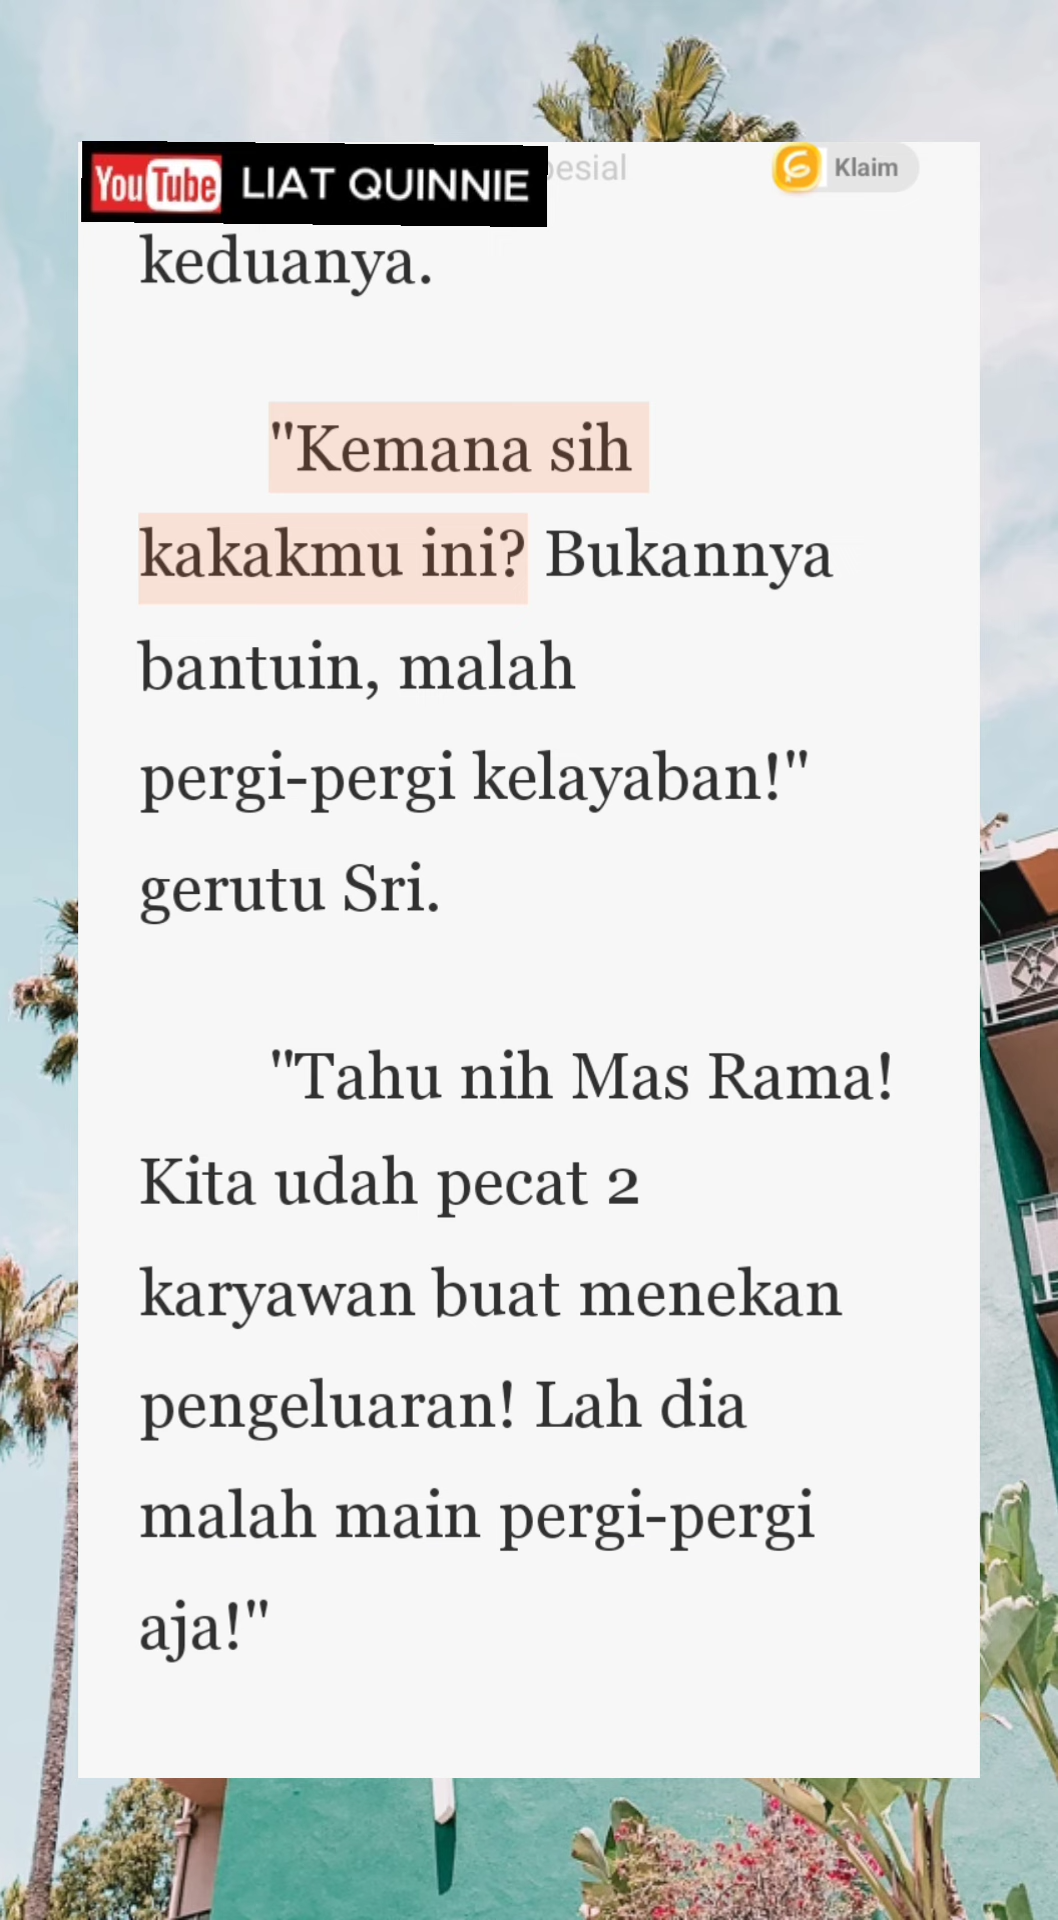 YouTube LIAT QUINNIE
Klaim
keduanya.
"Kemana sih
kakakmu ini? Bukannya
bantuin, malah
pergi-pergi kelayaban!"
gerutu Sri.
"Tahu nih Mas Rama!
Kita udah pecat 2
karyawan buat menekan
pengeluaran! Lah dia
malah main pergi-pergi
aja!"